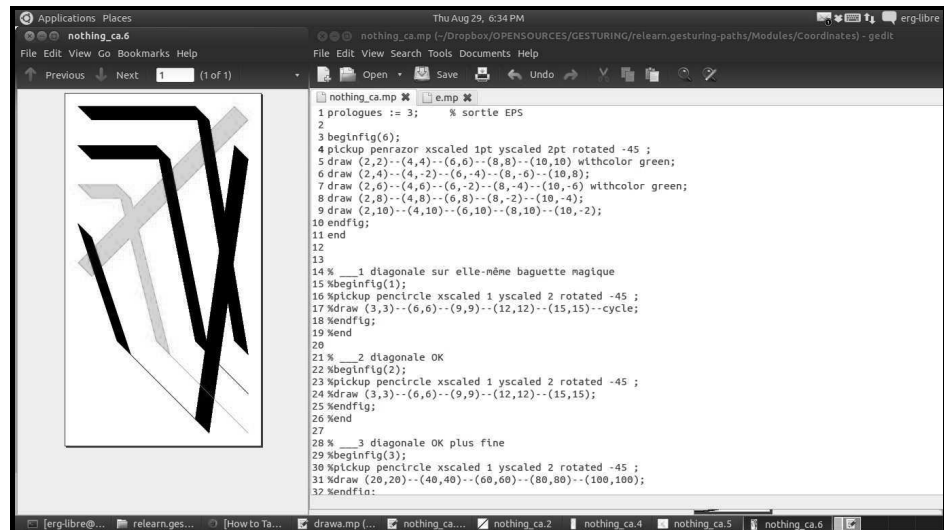 Applications Places
Thu Aug 29, 6:34 PM
erg-libre
nothing_ca.6
nothing_ca.mp (~/Dropbox/OPENSOURCES/GESTURING/relearn.gesturing-paths/Modules/Coordinates) - gedit
File Edit View Go Bookmarks Help
File Edit View Search Tools Documents Help
Previous Next 1 (1 of 1)
Open Save Undo
nothing_ca.mp e.mp
1 prologues := 3; % sortie EPS
2
3 beginfig(6);
4 pickup penrazor xscaled 1pt yscaled 2pt rotated -45 ;
5 draw (2,2)--(4,4)--(6,6)--(8,8)--(10,10) withcolor green;
6 draw (2,4)--(4,-2)--(6,-4)--(8,-6)--(10,8);
7 draw (2,6)--(4,6)--(6,-2)--(8,-4)--(10,-6) withcolor green;
8 draw (2,8)--(4,8)--(6,8)--(8,-2)--(10,-4);
9 draw (2,10)--(4,10)--(6,10)--(8,10)--(10,-2);
10 endfig;
11 end
12
13
14 % ___1 diagonale sur elle-même baguette magique
15 %beginfig(1);
16 %pickup pencircle xscaled 1 yscaled 2 rotated -45 ;
17 %draw (3,3)--(6,6)--(9,9)--(12,12)--(15,15)--cycle;
18 %endfig;
19 %end
20
21 % ___2 diagonale OK
22 %beginfig(2);
23 %pickup pencircle xscaled 1 yscaled 2 rotated -45 ;
24 %draw (3,3)--(6,6)--(9,9)--(12,12)--(15,15);
25 %endfig;
26 %end
27
28 % ___3 diagonale OK plus fine
29 %beginfig(3);
30 %pickup pencircle xscaled 1 yscaled 2 rotated -45 ;
31 %draw (20,20)--(40,40)--(60,60)--(80,80)--(100,100);
32 %endfig;
[erg-libre@... relearn.ges... [How to Ta... drawa.mp (... nothing_ca.... nothing_ca.2 nothing_ca.4 nothing_ca.5 nothing_ca.6